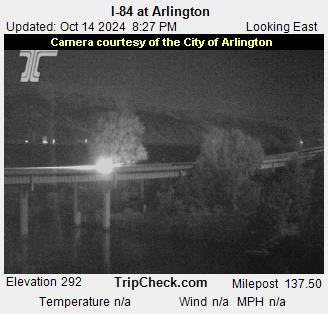 I-84 at Arlington
Updated: Oct 14 2024 8:27 PM Looking East
Camera courtesy of the City of Arlington
Elevation 292 TripCheck.com Milepost 137.50
Temperature n/a Wind n/a MPH n/a